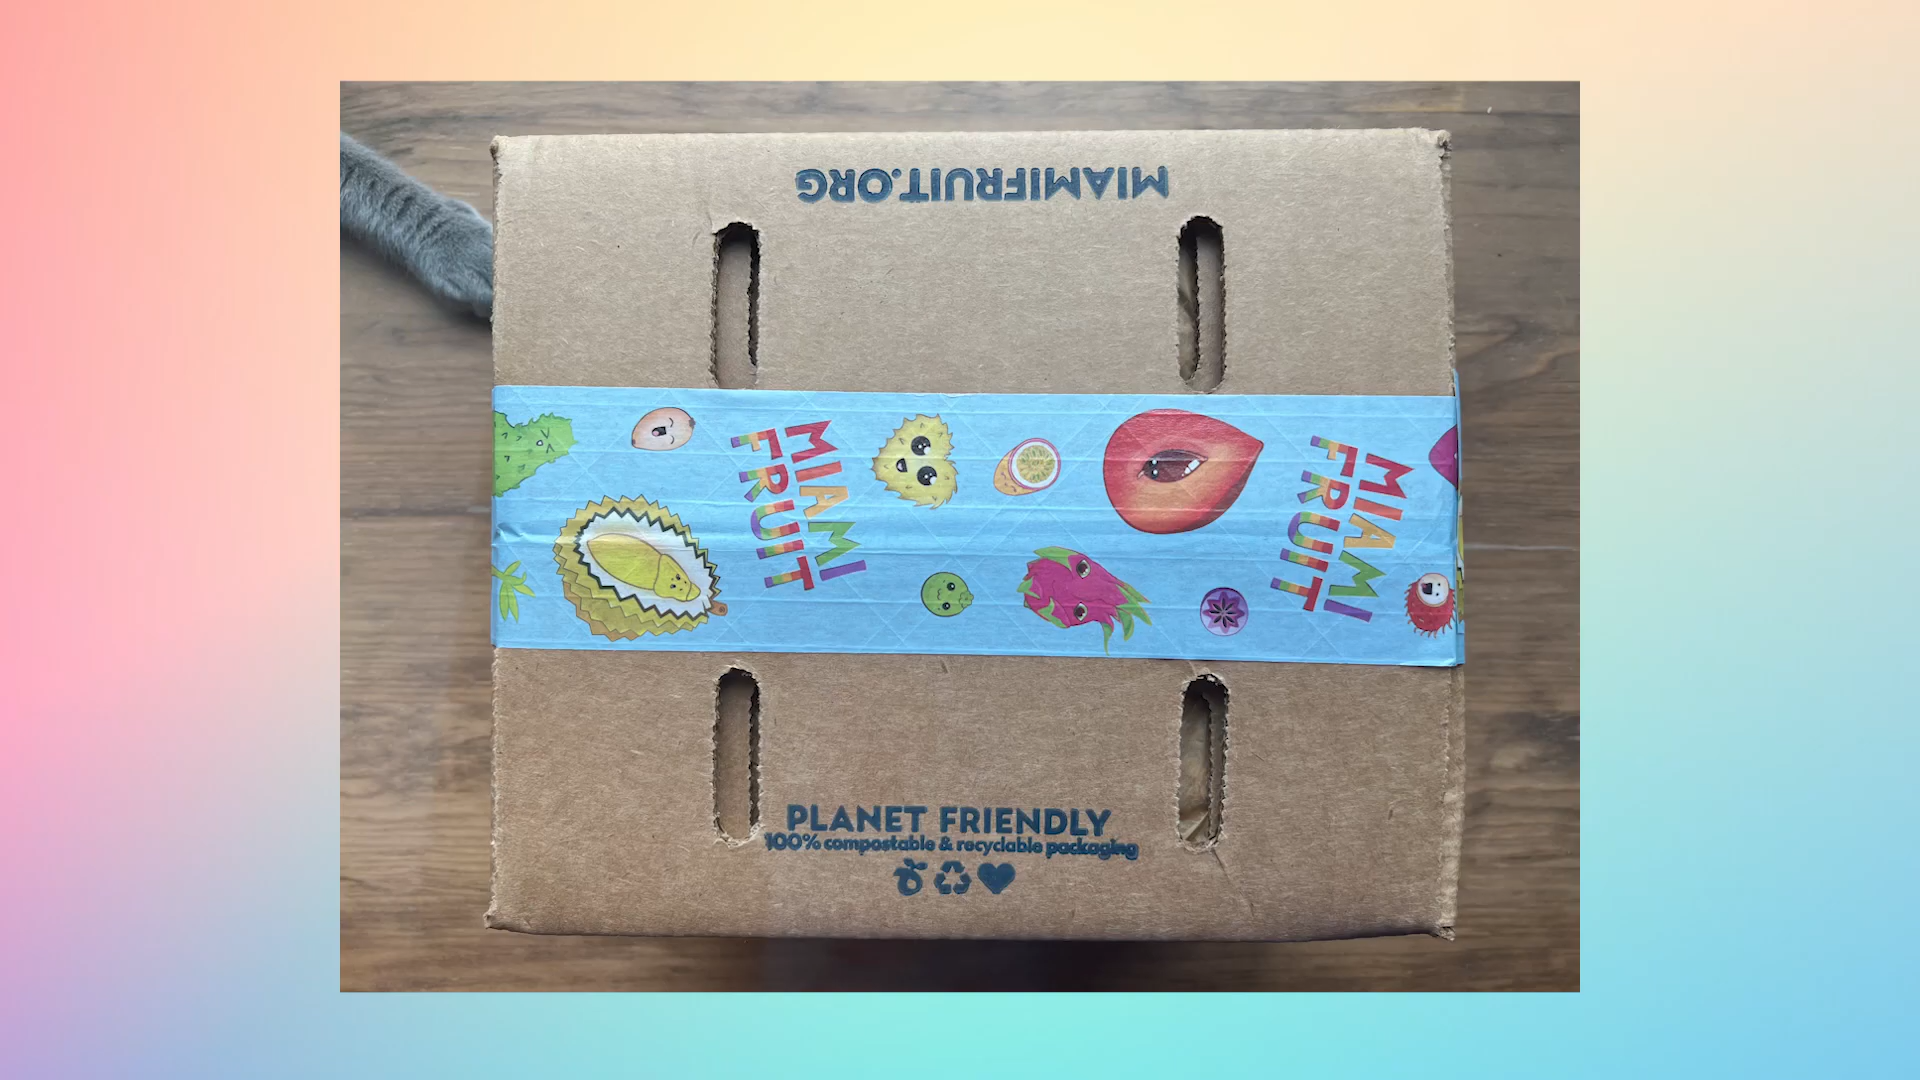 MIAMIFRUIT.ORG
MIAMI
FRUIT
MIAMI
FRUIT
PLANET FRIENDLY
100% compostable & recyclable packaging